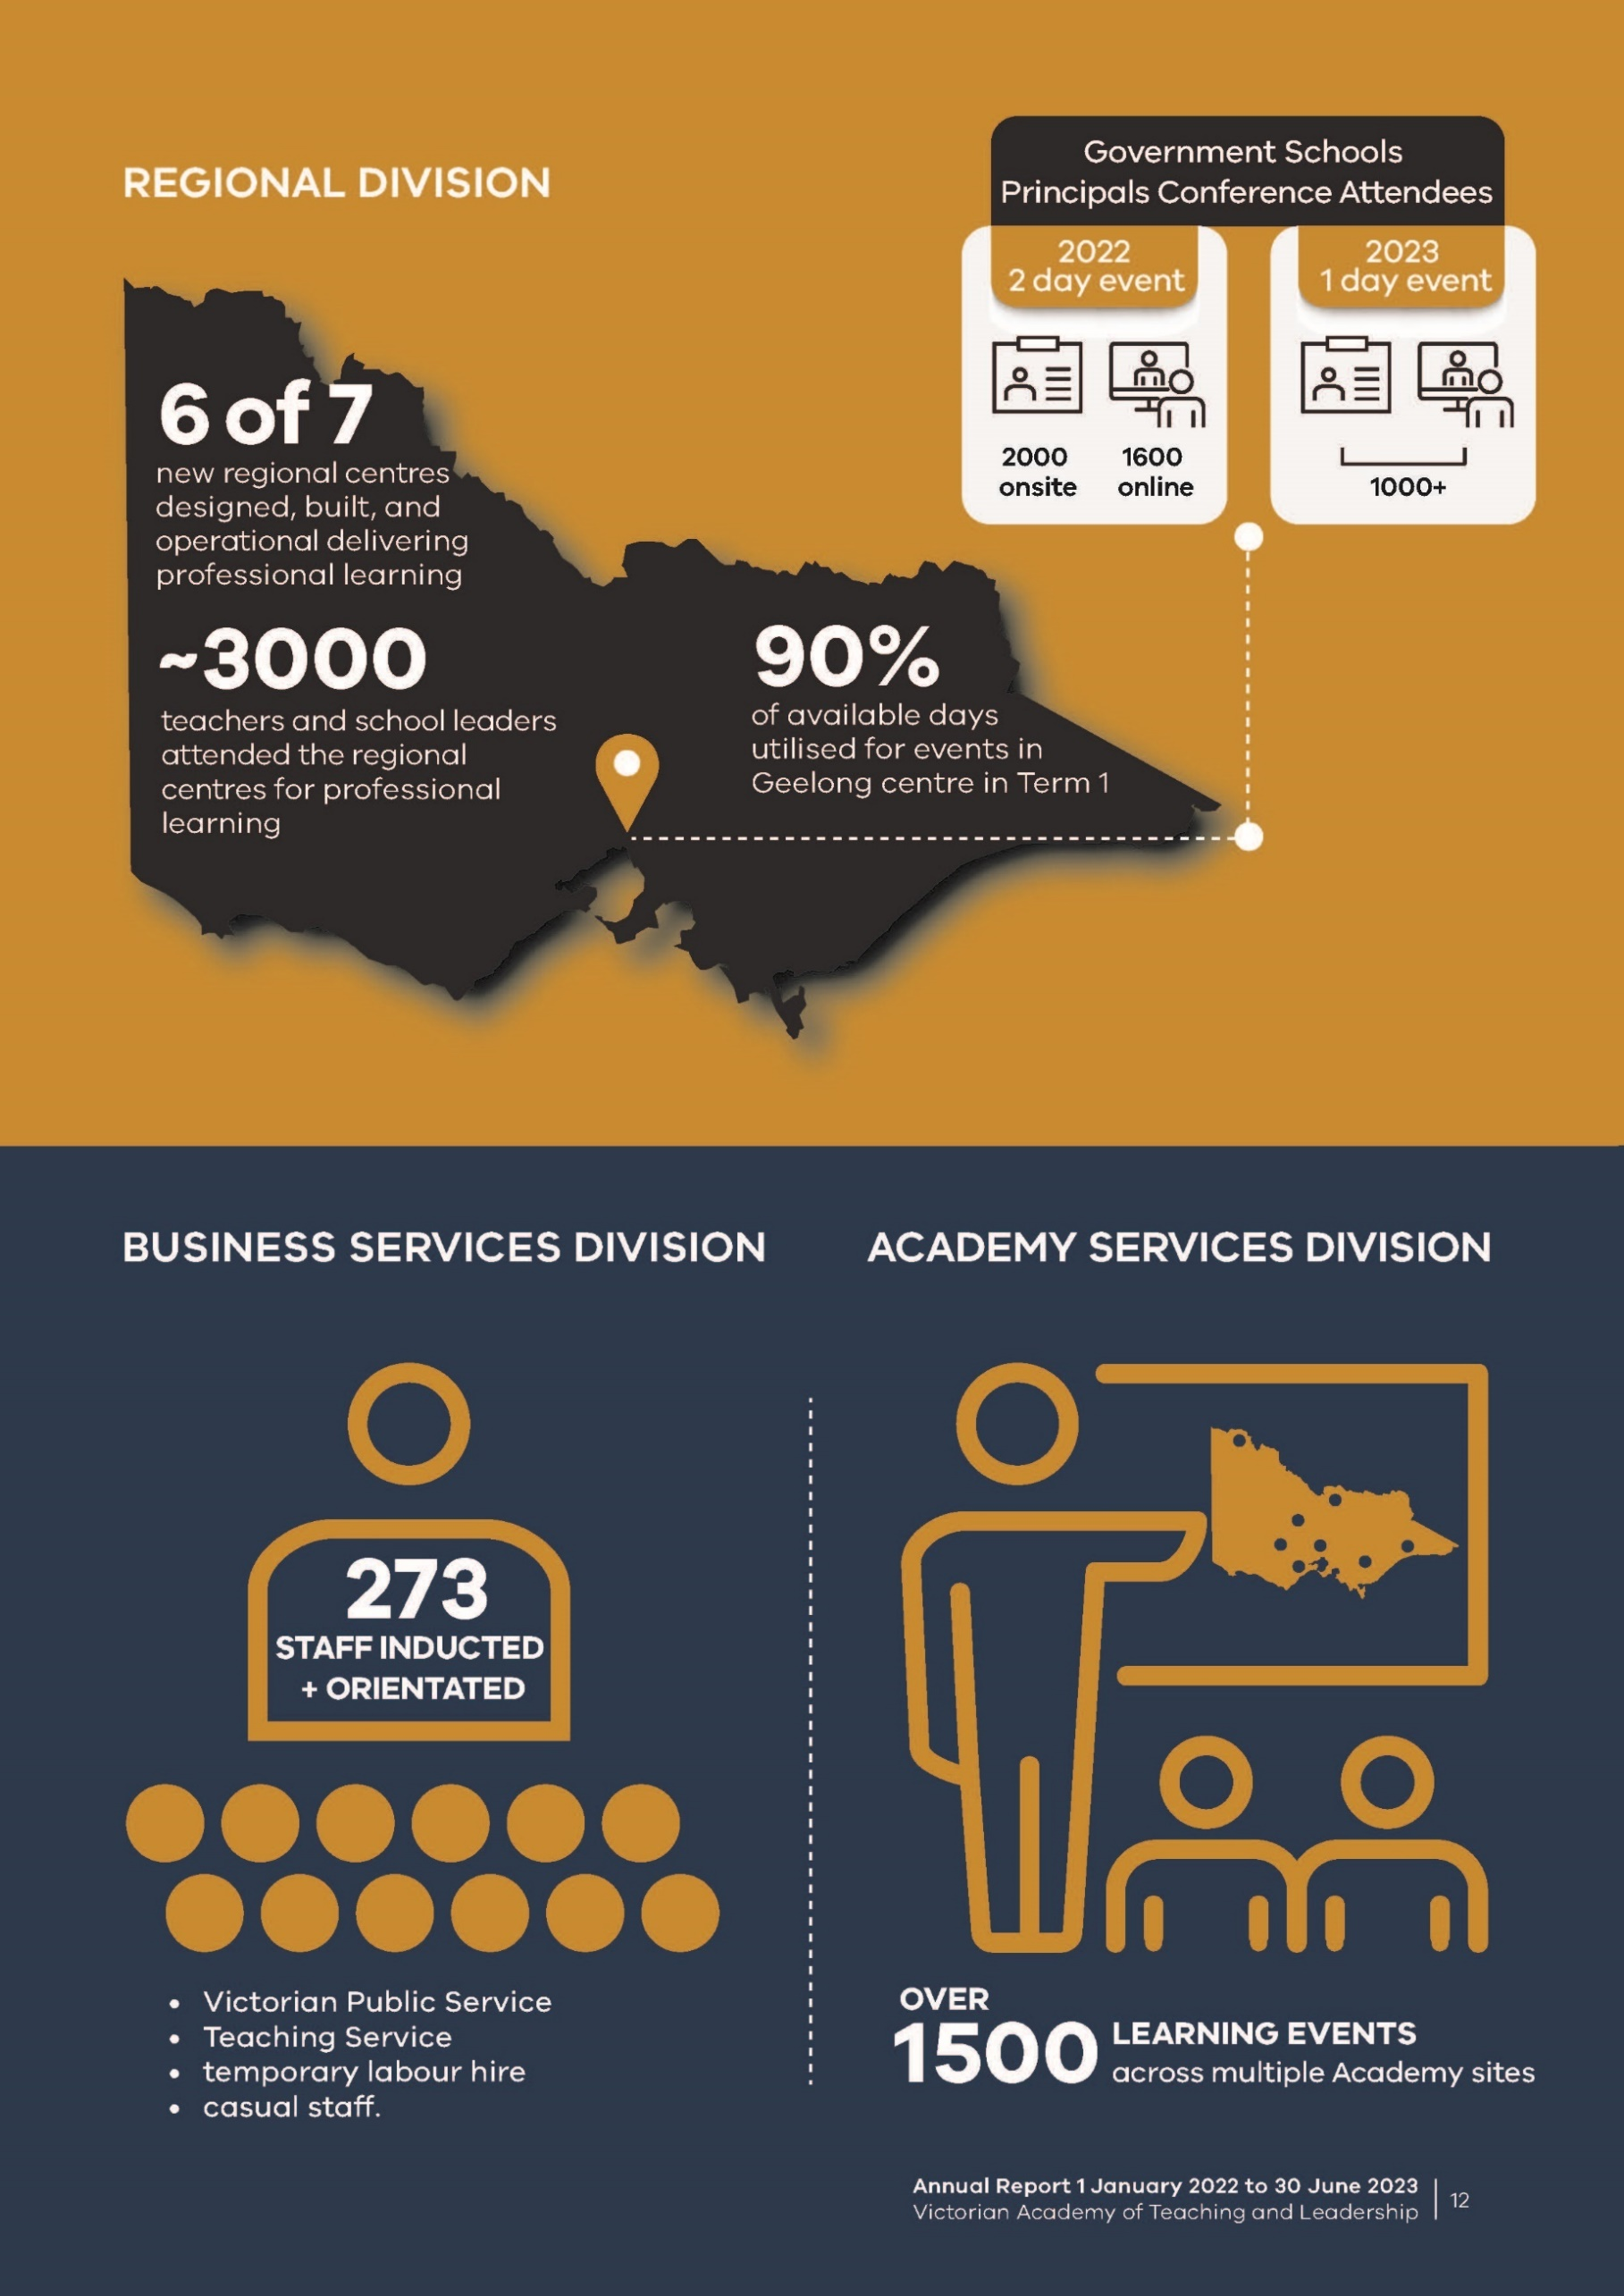 REGIONAL DIVISION
Government Schools
Principals Conference Attendees
2022
2 day event
2023
1 day event
2000
onsite
1600
online
1000+
6 of 7
new regional centres
designed, built, and
operational delivering
professional learning
~3000
teachers and school leaders
attended the regional
centres for professional
learning
90%
of available days
utilised for events in
Geelong centre in Term 1
BUSINESS SERVICES DIVISION
273
STAFF INDUCTED
+ ORIENTATED
• Victorian Public Service
• Teaching Service
• temporary labour hire
• casual staff.
ACADEMY SERVICES DIVISION
OVER
1500 LEARNING EVENTS
across multiple Academy sites
Annual Report 1 January 2022 to 30 June 2023
Victorian Academy of Teaching and Leadership
12